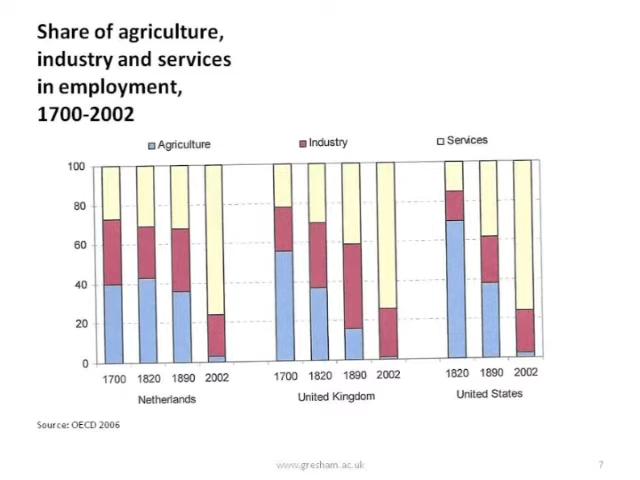 Share of agriculture,
industry and services
in employment,
1700-2002
Agriculture Industry Services
100
80
60
40
20
0
1700 1820 1890 2002 1700 1820 1890 2002 1820 1890 2002
Netherlands United Kingdom United States
Source: OECD 2006
www.gresham.ac.uk 7